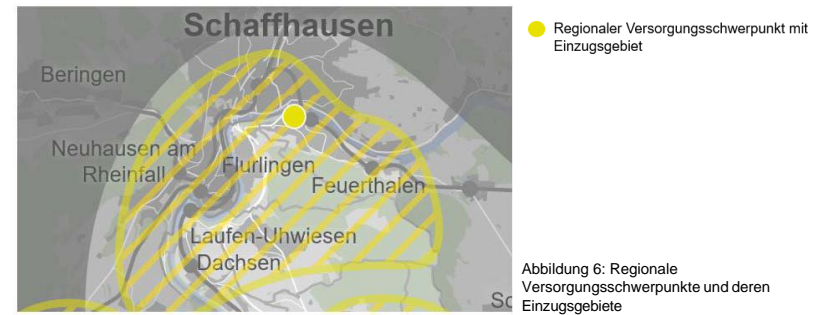 Schaffhausen
Regionaler Versorgungsschwerpunkt mit
Einzugsgebiet
Beringen
Neuhausen am
Rheinfall
Flurlingen
Feuerthalen
Laufen-Uhwiesen
Dachsen
Abbildung 6: Regionale
Versorgungsschwerpunkte und deren
Einzugsgebiete